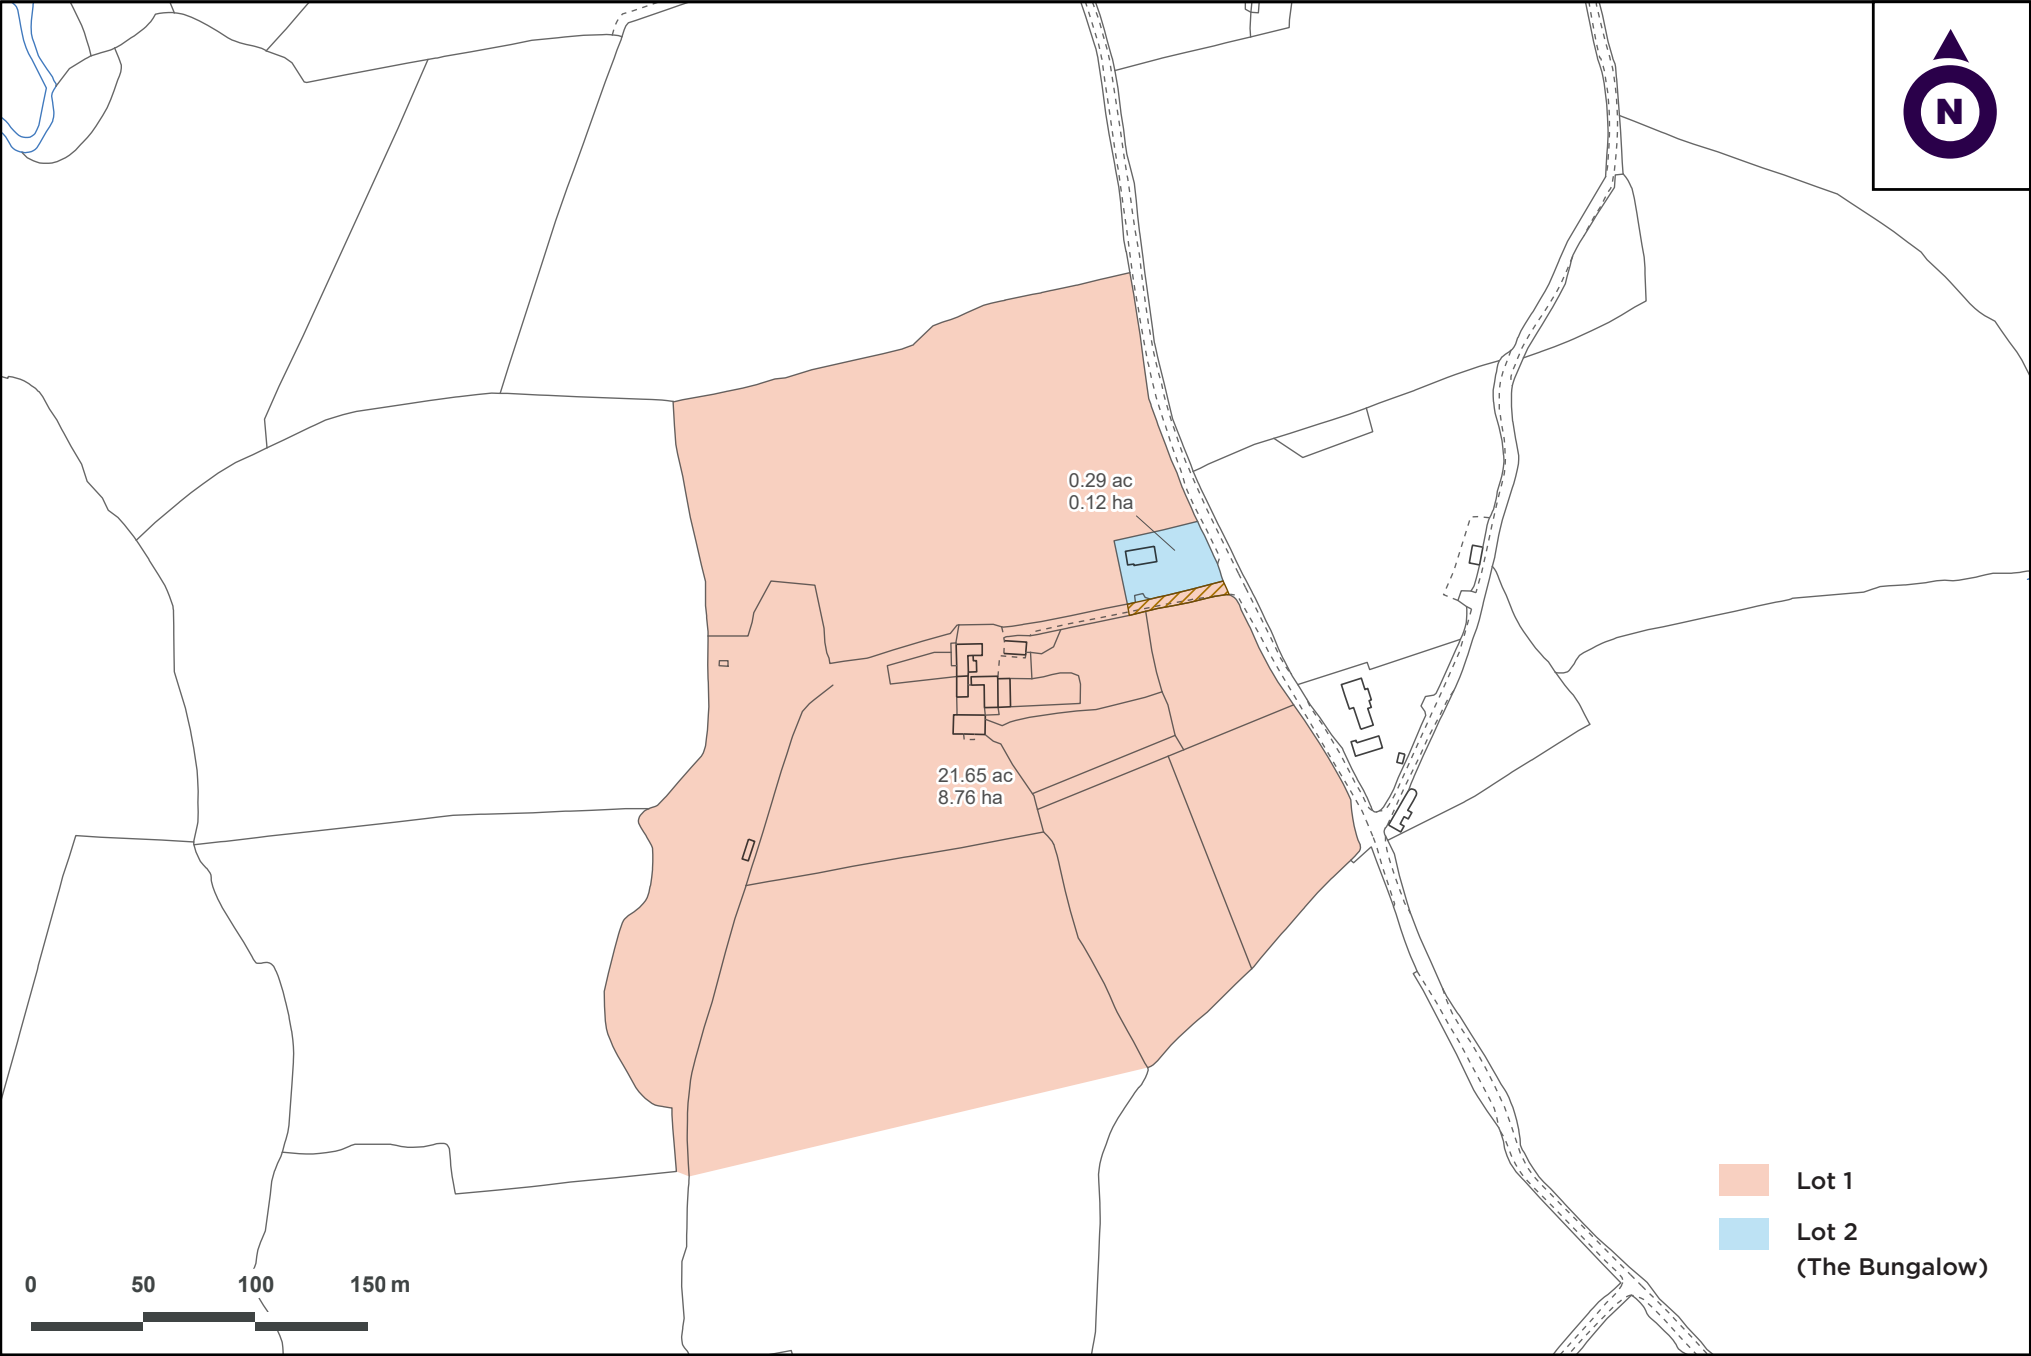 N
0.29 ac
0.12 ha
21.65 ac
8.76 ha
Lot 1
Lot 2
(The Bungalow)
0 50 100 150 m